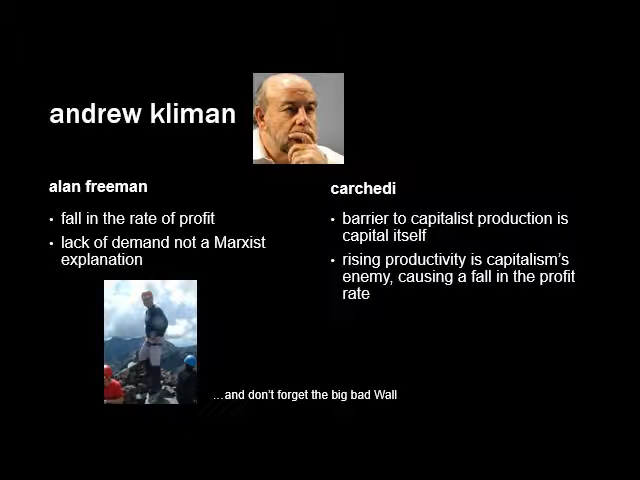 andrew kliman
alan freeman
• fall in the rate of profit
• lack of demand not a Marxist
explanation
carchedi
• barrier to capitalist production is
capital itself
• rising productivity is capitalism’s
enemy, causing a fall in the profit
rate
…and don’t forget the big bad Wall